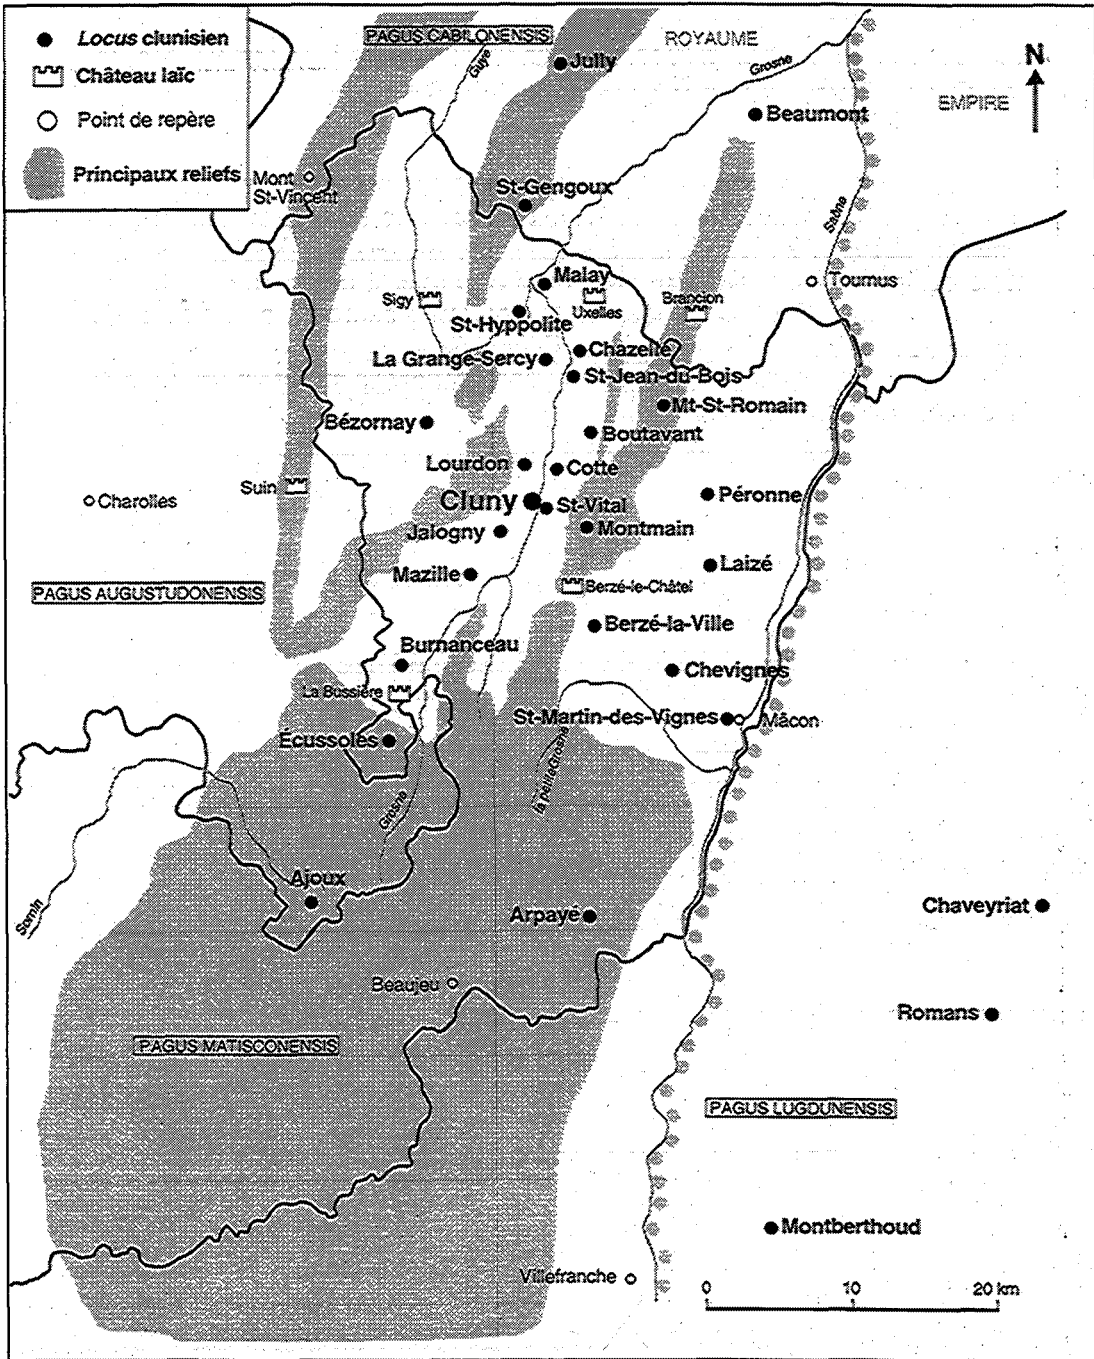 Locus clunisien
Château laïc
Point de repère
Principaux reliefs
PAGUS CABILONENSIS
ROYAUME
N
EMPIRE
Guye
Jully
Grosne
Beaumont
Mont
St-Vincent
St-Gengoux
Saône
Malay
Tournus
Sigy
Uxelles
Brancion
St-Hyppolite
La Grange-Sercy
Chazelle
St-Jean-du-Bois
Mt-St-Romain
Bézornay
Boutavant
Lourdon
Cotte
Suin
Charolles
Cluny
St-Vital
Péronne
Jalogny
Montmain
Mazille
Laizé
PAGUS AUGUSTUDONENSIS
Berzé-le-Châtel
Berzé-la-Ville
Burnanceau
Chevignes
La Bussière
St-Martin-des-Vignes
Mâcon
Écussoles
la petite Grosne
Grosne
Sornin
Ajoux
Arpayé
Chaveyriat
Beaujeu
Romans
PAGUS MATISCONENSIS
PAGUS LUGDUNENSIS
Montberthoud
Villefranche
0 10 20 km